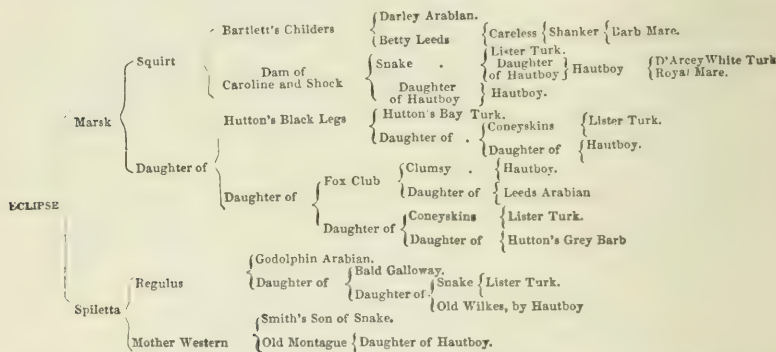 Darley Arabian.
Bartlett's Childers
Betty Leeds Careless Shanker Barb Mare.
Squirt
Lister Turk.
Snake . Daughter of Hautboy Hautboy D'Arcey White Turk
Royal Mare.
Dam of Caroline and Shock
Daughter of Hautboy Hautboy.
Marsk
Hutton's Bay Turk.
Hutton's Black Legs
Coneyskins Lister Turk.
Daughter of .
Daughter of Hautboy.
Daughter of
Clumsy . Hautboy.
Fox Club
Daughter of Leeds Arabian
Daughter of
Coneyskins Lister Turk.
Daughter of
Daughter of Hutton's Grey Barb
ECLIPSE
Godolphin Arabian.
Regulus
Bald Galloway.
Daughter of
Snake Lister Turk.
Daughter of
Old Wilkes, by Hautboy
Spiletta
Smith's Son of Snake.
Mother Western
Old Montague Daughter of Hautboy.